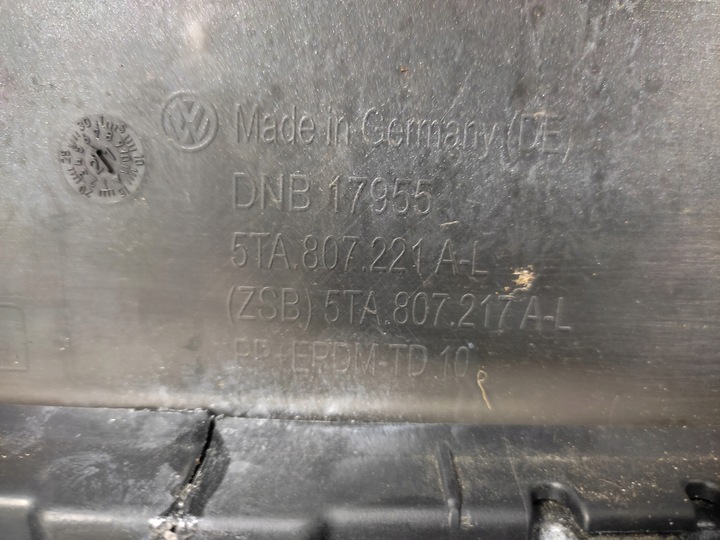 Made in Germany (DE)
DNB 17955
5TA.807.221 A-L
(ZSB) 5TA.807.217 A-L
PP+EPDM-TD 10